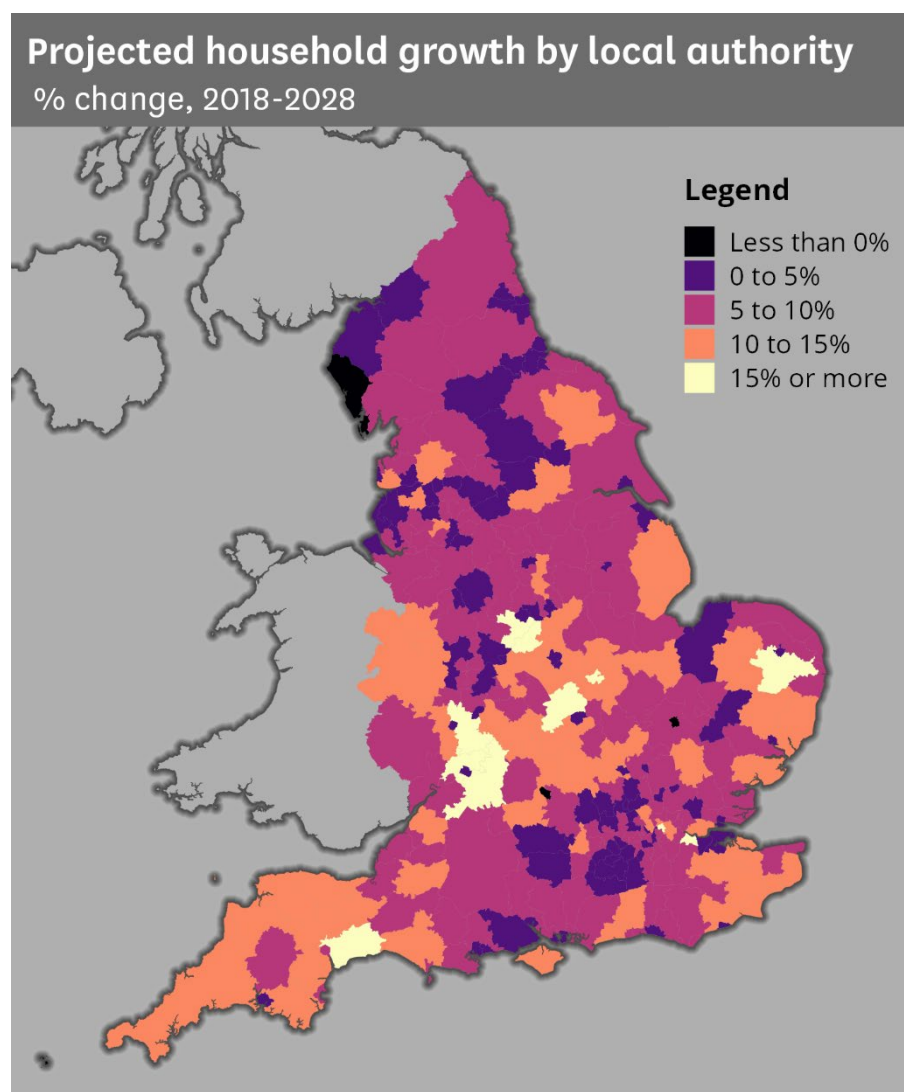 Projected household growth by local authority
% change, 2018-2028
Legend
Less than 0%
0 to 5%
5 to 10%
10 to 15%
15% or more